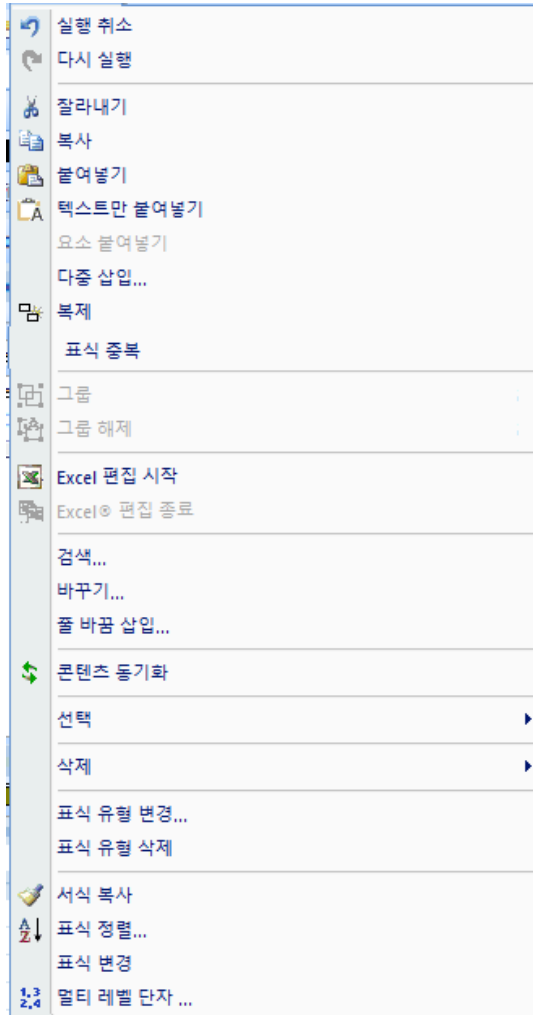 실행 취소
다시 실행
잘라내기
복사
붙여넣기
텍스트만 붙여넣기
요소 붙여넣기
다중 삽입...
복제
표식 중복
그룹
그룹 해제
Excel 편집 시작
Excel® 편집 종료
검색...
바꾸기...
줄 바꿈 삽입...
콘텐츠 동기화
선택
삭제
표식 유형 변경...
표식 유형 삭제
서식 복사
표식 정렬...
표식 변경
멀티 레벨 단자 ...